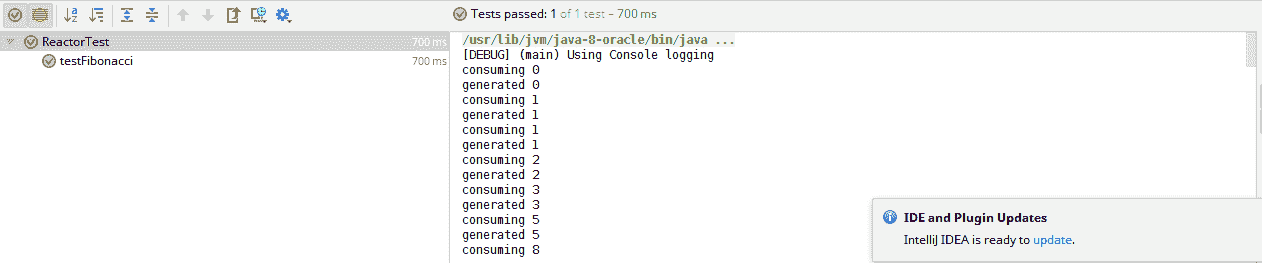 Tests passed: 1 of 1 test – 700 ms
ReactorTest 700 ms
testFibonacci 700 ms
/usr/lib/jvm/java-8-oracle/bin/java ...
[DEBUG] (main) Using Console logging
consuming 0
generated 0
consuming 1
generated 1
consuming 1
generated 1
consuming 2
generated 2
consuming 3
generated 3
consuming 5
generated 5
consuming 8
IDE and Plugin Updates
IntelliJ IDEA is ready to update.